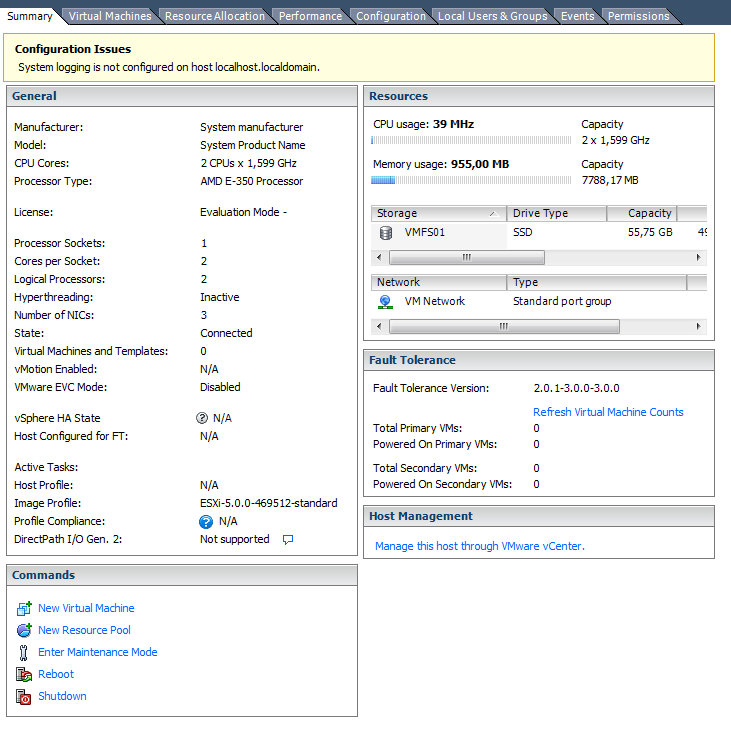 Summary Virtual Machines Resource Allocation Performance Configuration Local Users & Groups Events Permissions
Configuration Issues
System logging is not configured on host localhost.localdomain.
General
Manufacturer: System manufacturer
Model: System Product Name
CPU Cores: 2 CPUs x 1,599 GHz
Processor Type: AMD E-350 Processor
License: Evaluation Mode -
Processor Sockets: 1
Cores per Socket: 2
Logical Processors: 2
Hyperthreading: Inactive
Number of NICs: 3
State: Connected
Virtual Machines and Templates: 0
vMotion Enabled: N/A
VMware EVC Mode: Disabled
vSphere HA State N/A
Host Configured for FT: N/A
Active Tasks:
Host Profile: N/A
Image Profile: ESXi-5.0.0-469512-standard
Profile Compliance: N/A
DirectPath I/O Gen. 2: Not supported
Commands
New Virtual Machine
New Resource Pool
Enter Maintenance Mode
Reboot
Shutdown
Resources
CPU usage: 39 MHz Capacity
2 x 1,599 GHz
Memory usage: 955,00 MB Capacity
7788,17 MB
Storage Drive Type Capacity
VMFS01 SSD 55,75 GB
Network Type
VM Network Standard port group
Fault Tolerance
Fault Tolerance Version: 2.0.1-3.0.0-3.0.0
Refresh Virtual Machine Counts
Total Primary VMs: 0
Powered On Primary VMs: 0
Total Secondary VMs: 0
Powered On Secondary VMs: 0
Host Management
Manage this host through VMware vCenter.